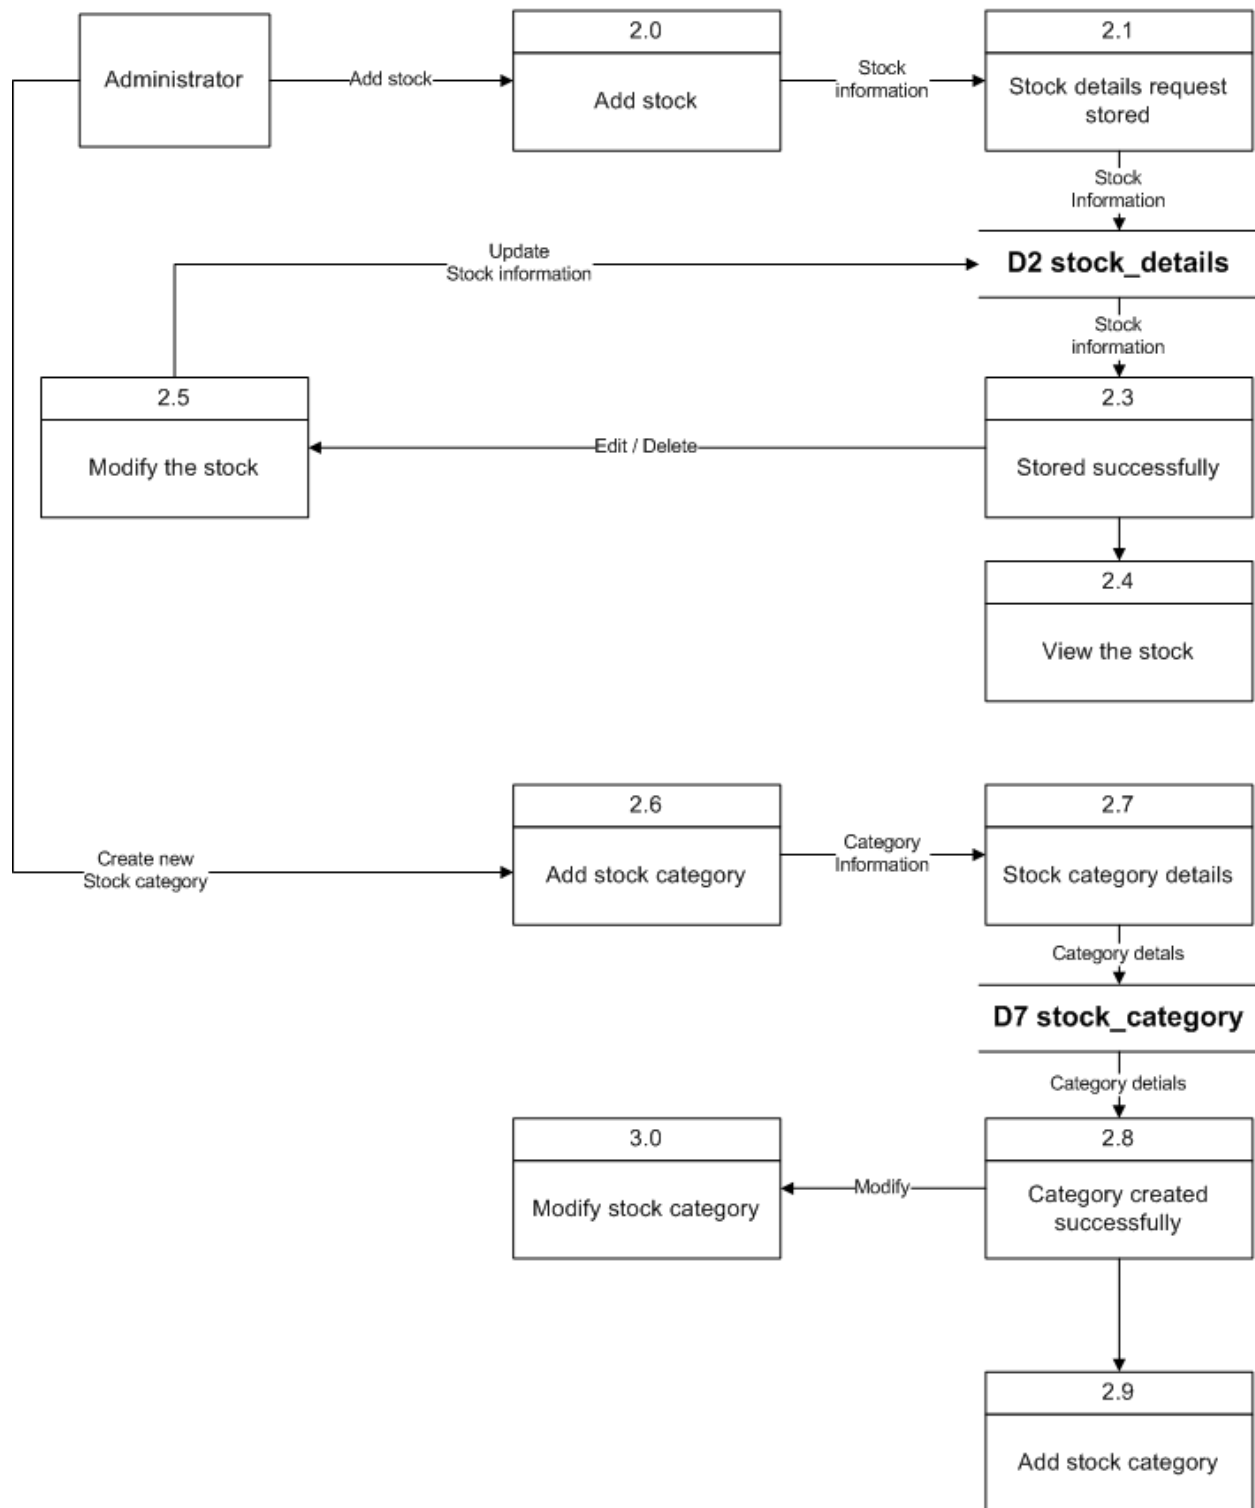 Administrator
Add stock
2.0
Add stock
Stock
information
2.1
Stock details request
stored
Stock
Information
Update
Stock information
D2 stock_details
Stock
information
2.5
Modify the stock
Edit / Delete
2.3
Stored successfully
2.4
View the stock
Create new
Stock category
2.6
Add stock category
Category
Information
2.7
Stock category details
Category detals
D7 stock_category
Category detials
3.0
Modify stock category
Modify
2.8
Category created
successfully
2.9
Add stock category